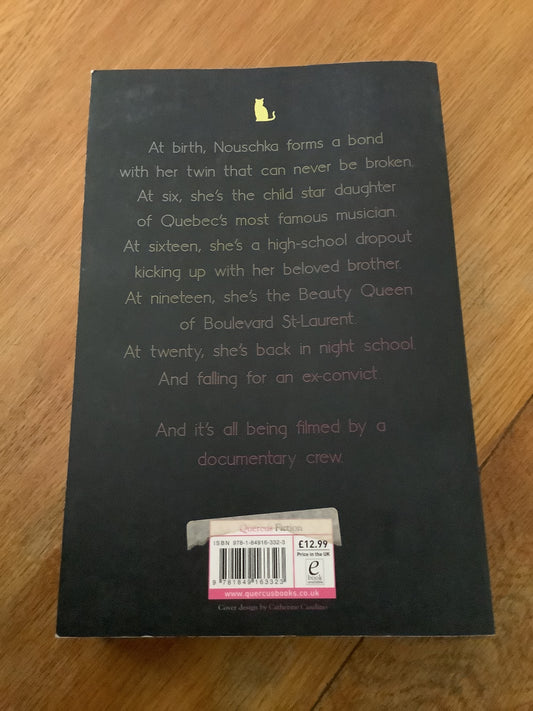 At birth, Nouschka forms a bond
with her twin that can never be broken.
At six, she's the child star daughter
of Quebec's most famous musician.
At sixteen, she's a high-school dropout
kicking up with her beloved brother.
At nineteen, she's the Beauty Queen
of Boulevard St-Laurent.
At twenty, she's back in night school.
And falling for an ex-convict.
And it's all being filmed by a
documentary crew.
Quercus Fiction
ISBN 978-1-84916-332-3
£12.99
Price in the UK
e
book
9 781849 163323
www.quercusbooks.co.uk
Cover design by Catherine